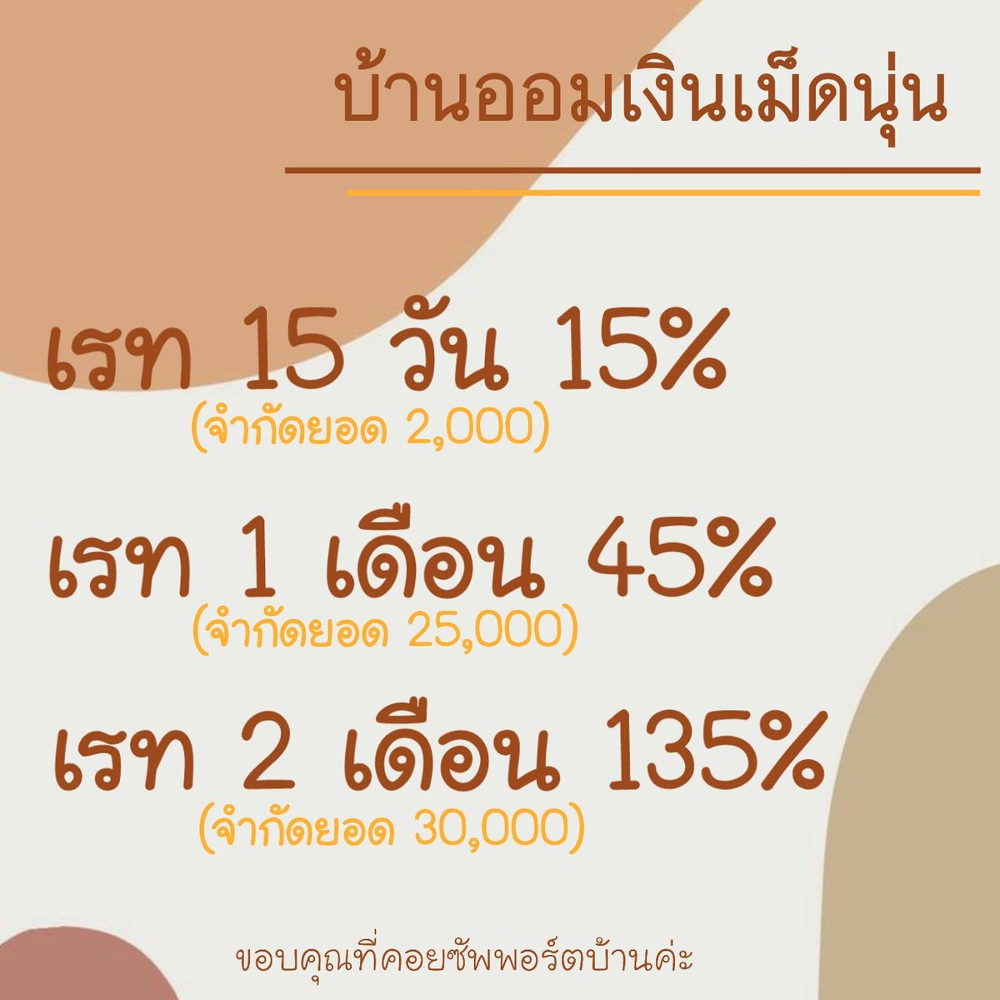 บ้านออมเงินเม็ดนุ่น
เรท 15 วัน 15%
(จำกัดยอด 2,000)
เรท 1 เดือน 45%
(จำกัดยอด 25,000)
เรท 2 เดือน 135%
(จำกัดยอด 30,000)
ขอบคุณที่คอยซัพพอร์ตบ้านค่ะ